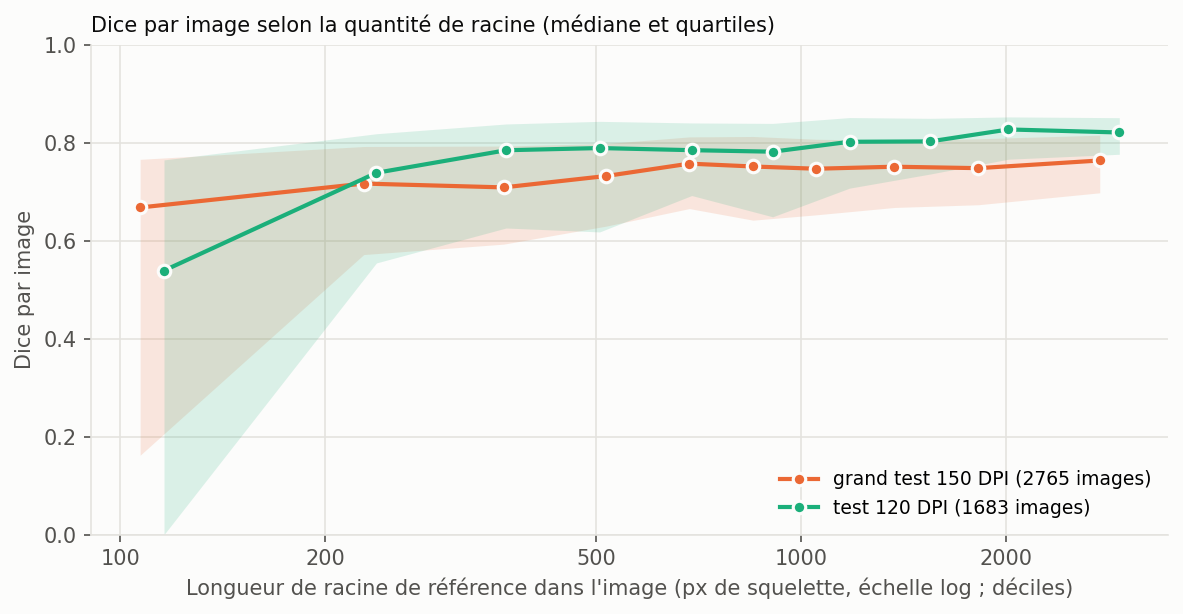 Dice par image selon la quantité de racine (médiane et quartiles)
Dice par image
1.0
0.8
0.6
0.4
0.2
0.0
grand test 150 DPI (2765 images)
test 120 DPI (1683 images)
100
200
500
1000
2000
Longueur de racine de référence dans l'image (px de squelette, échelle log ; déciles)